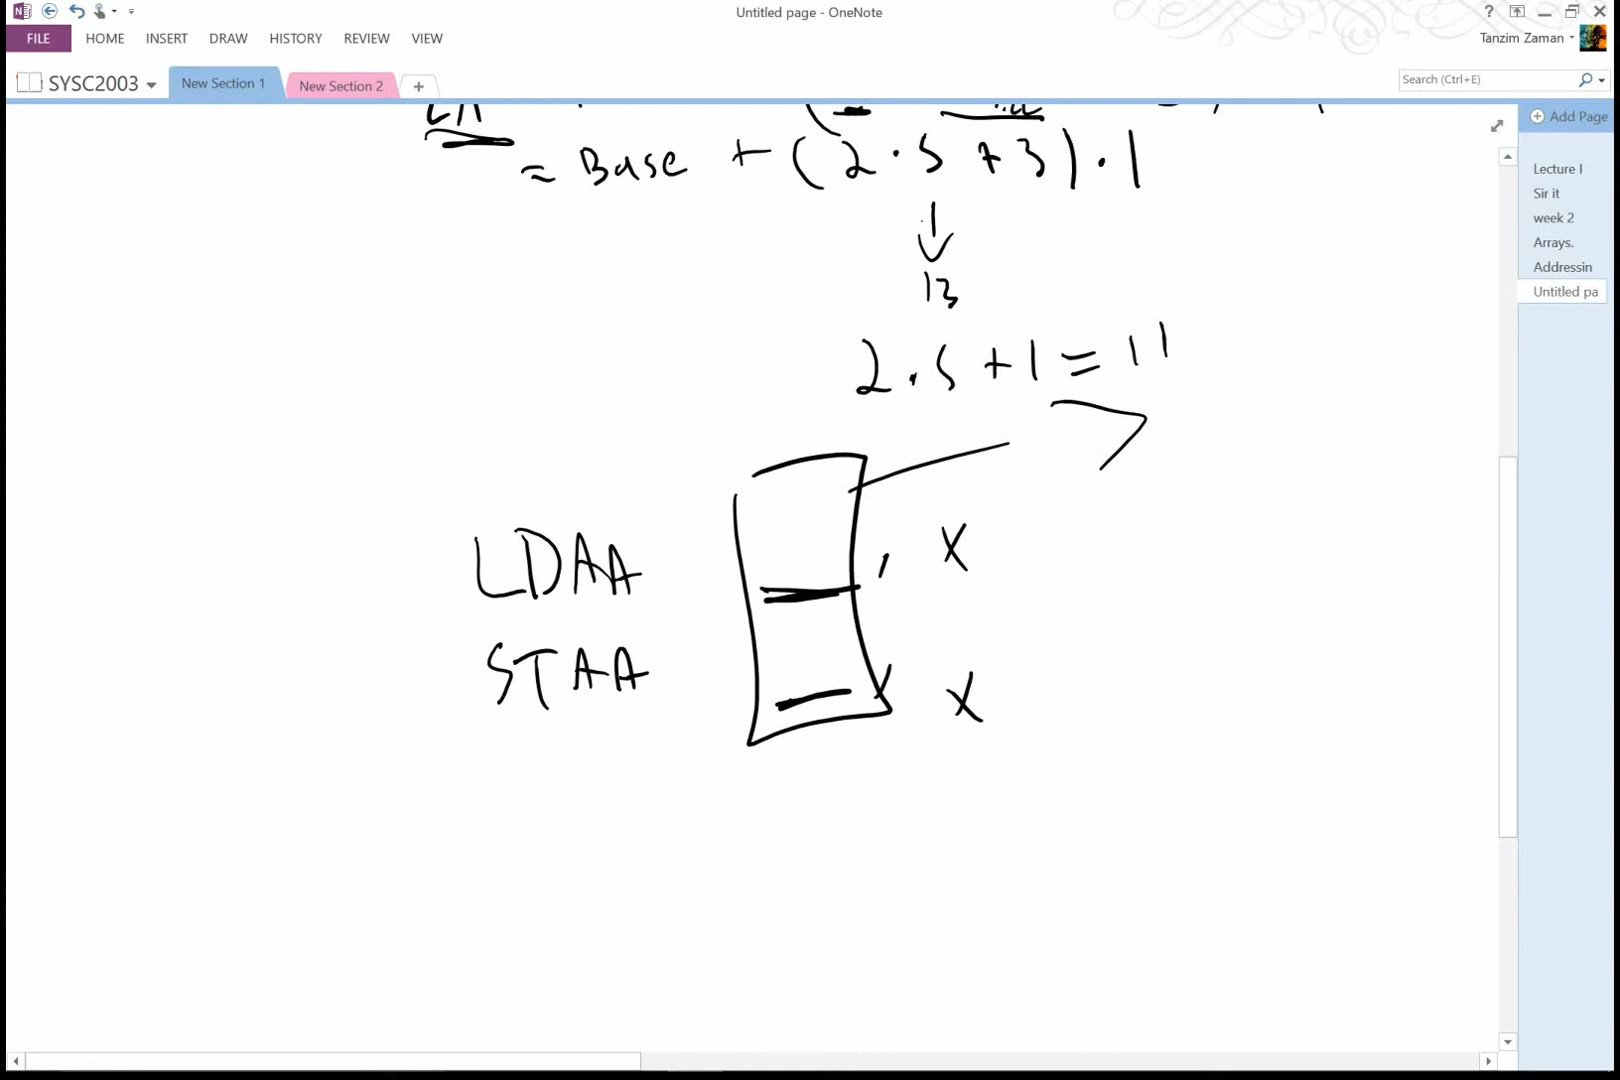 Untitled page - OneNote
?
FILE HOME INSERT DRAW HISTORY REVIEW VIEW
Tanzim Zaman
SYSC2003 New Section 1 New Section 2 +
Search (Ctrl+E)
Add Page
Lecture I
Sir it
week 2
Arrays.
Addressin
Untitled pa
= Base + (2 · 5 + 3) · 1
13
2 · 5 + 1 = 11
LDAA , X
STAA , X